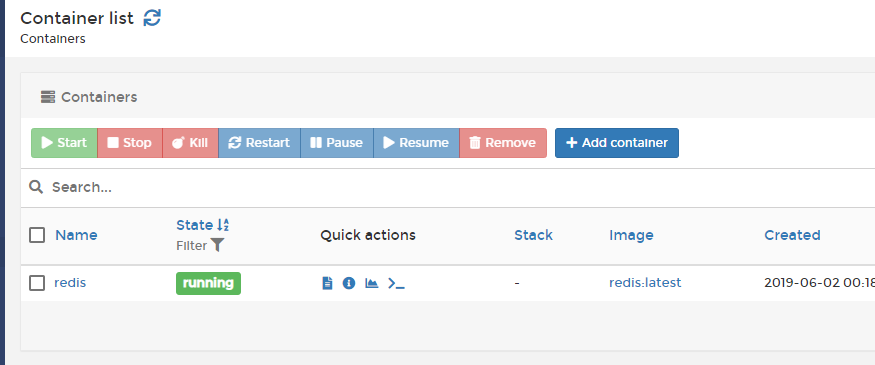 Container list
Containers
Containers
Start Stop Kill Restart Pause Resume Remove Add container
Search...
Name State Filter Quick actions Stack Image Created
redis running - redis:latest 2019-06-02 00:18